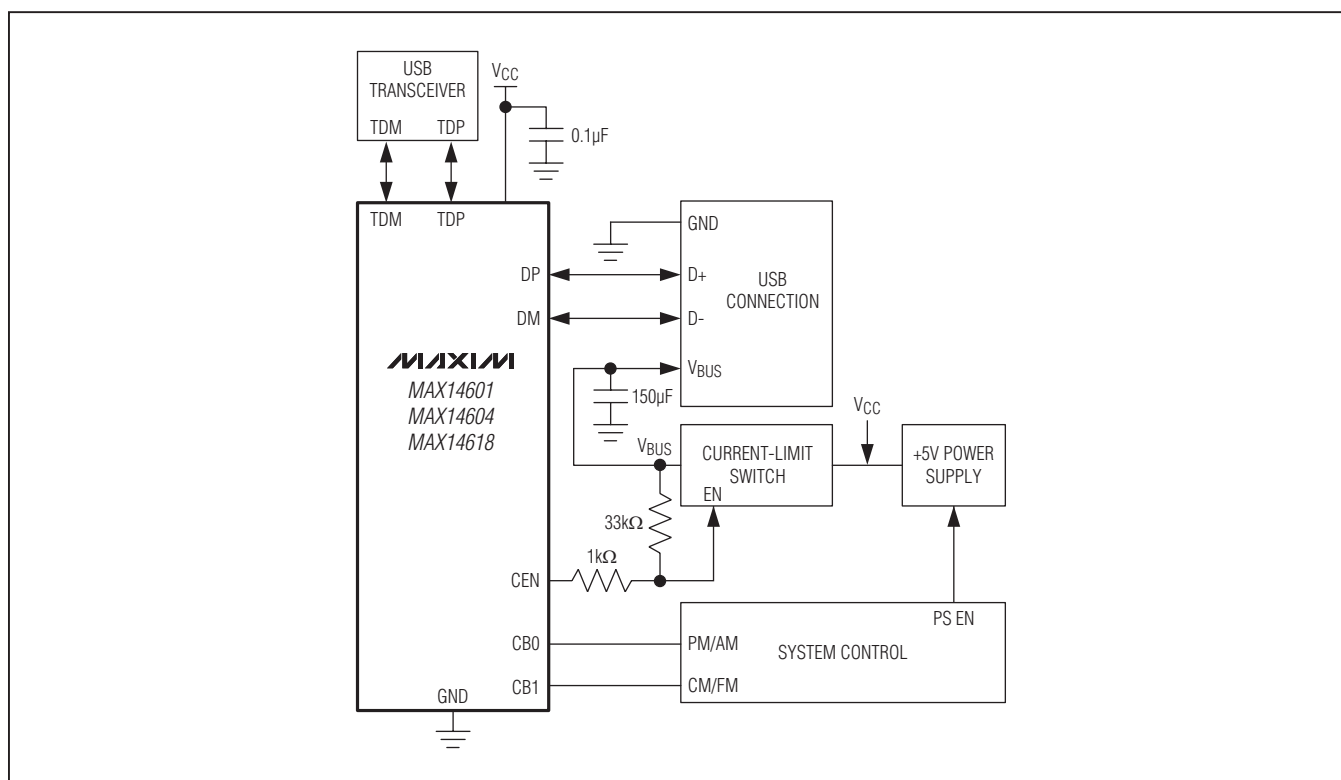 USB
TRANSCEIVER
TDM TDP
VCC
0.1µF
TDM TDP
DP
DM
MAXIM
MAX14601
MAX14604
MAX14618
CEN
CB0
CB1
GND
GND
D+
D-
VBUS
USB
CONNECTION
150µF
VBUS
33kΩ
1kΩ
CURRENT-LIMIT
SWITCH
EN
VCC
+5V POWER
SUPPLY
PS EN
PM/AM
CM/FM
SYSTEM CONTROL